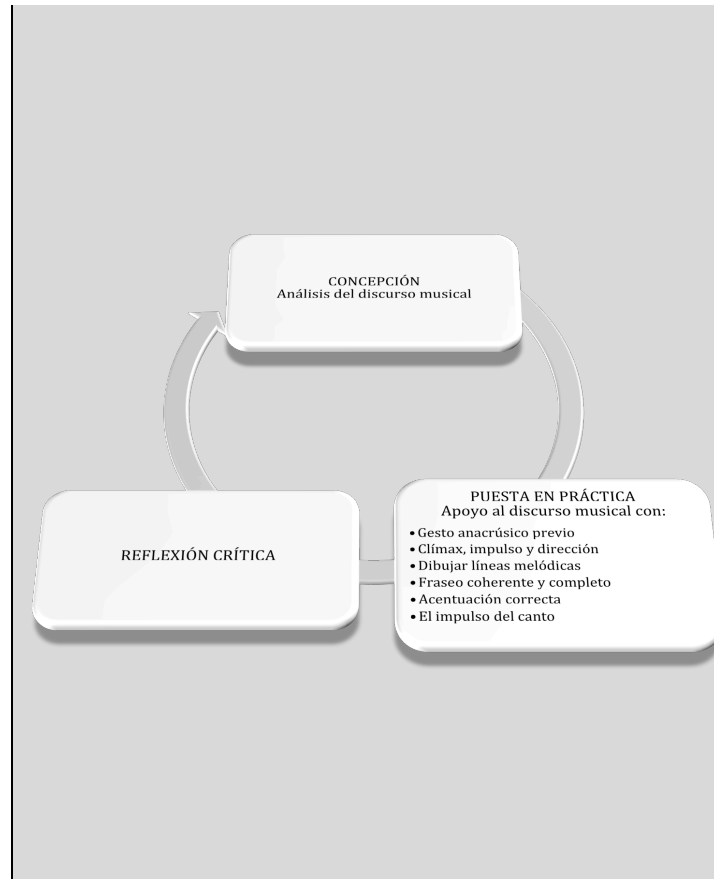 CONCEPCIÓN
Análisis del discurso musical
PUESTA EN PRÁCTICA
Apoyo al discurso musical con:
• Gesto anacrúsico previo
• Clímax, impulso y dirección
• Dibujar líneas melódicas
• Fraseo coherente y completo
• Acentuación correcta
• El impulso del canto
REFLEXIÓN CRÍTICA